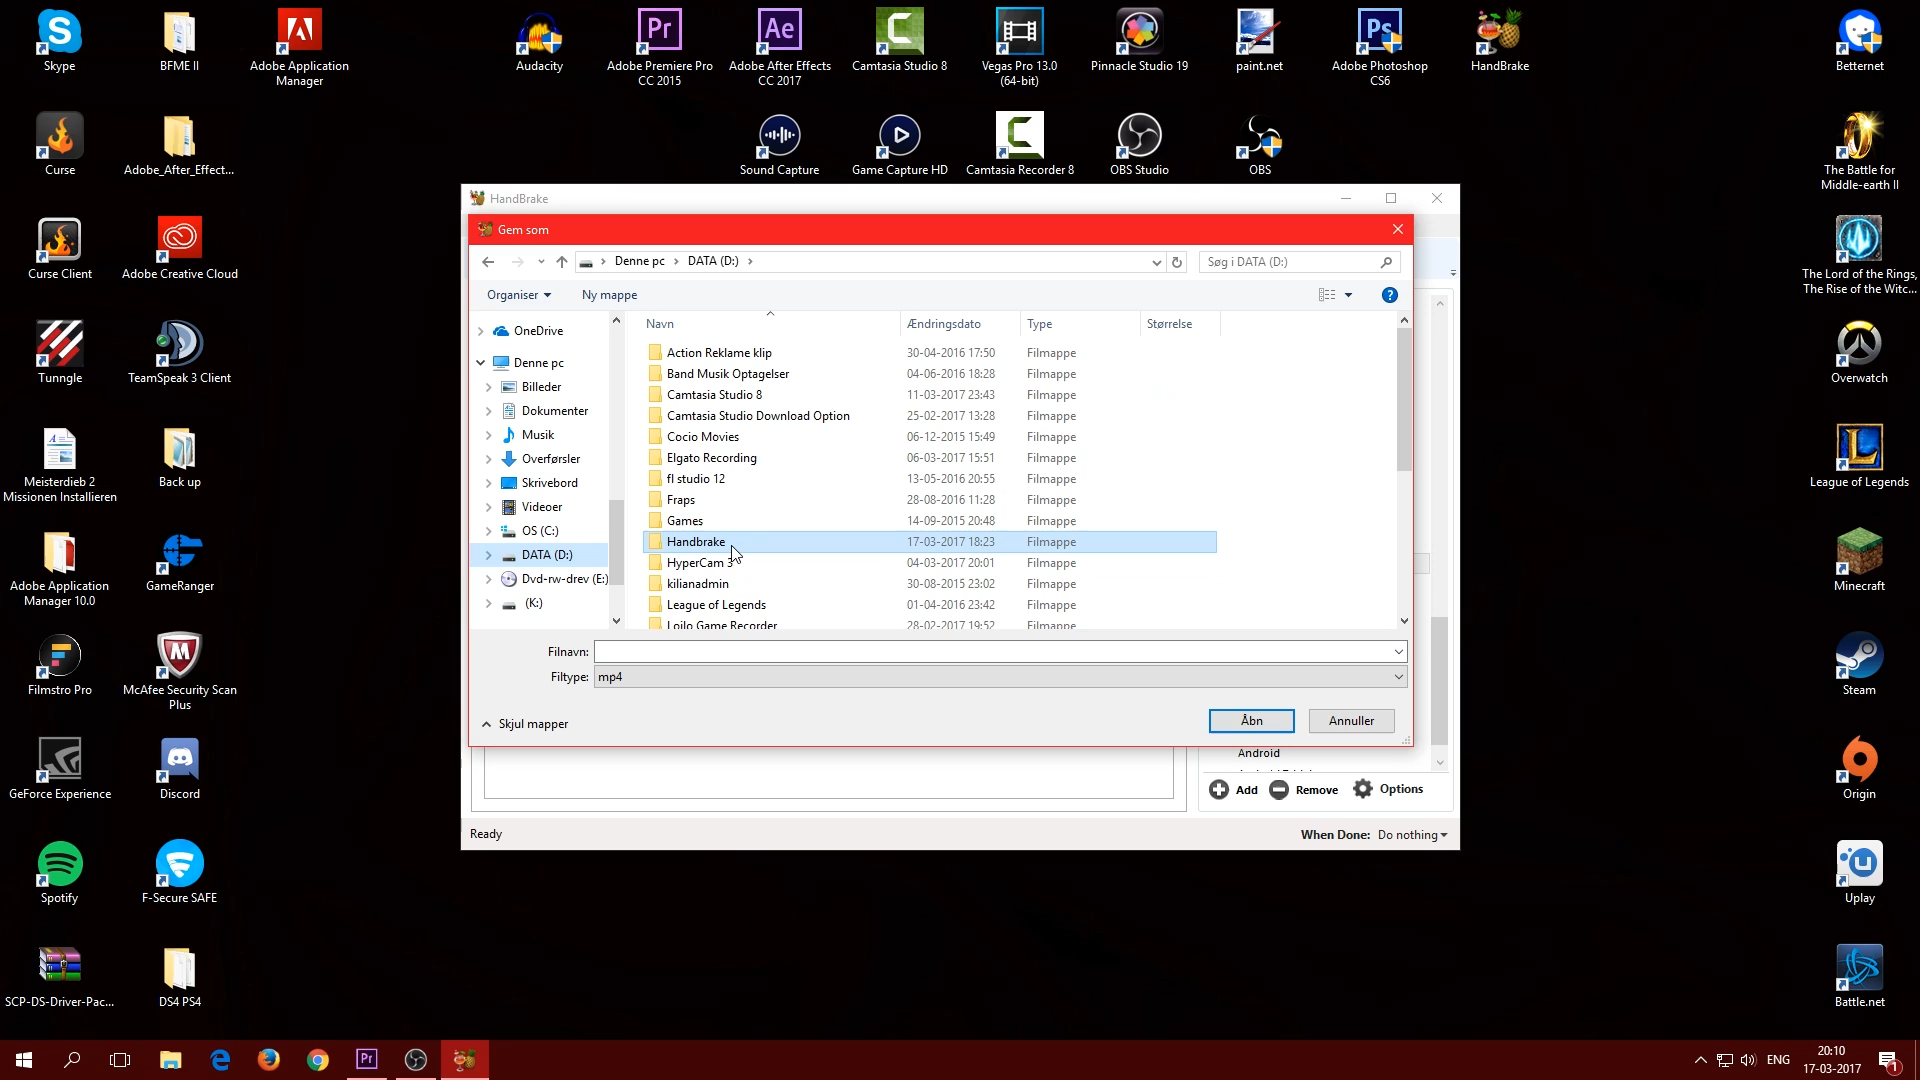 Skype
BFME II
Adobe Application
Manager
Audacity
Adobe Premiere Pro
CC 2015
Adobe After Effects
CC 2017
Camtasia Studio 8
Vegas Pro 13.0
(64-bit)
Pinnacle Studio 19
paint.net
Adobe Photoshop
CS6
HandBrake
Betternet
Curse
Adobe_After_Effect...
Sound Capture
Game Capture HD
Camtasia Recorder 8
OBS Studio
OBS
The Battle for
Middle-earth II
Curse Client
Adobe Creative Cloud
The Lord of the Rings,
The Rise of the Witc...
Tunngle
TeamSpeak 3 Client
Overwatch
Meisterdieb 2
Missionen Installieren
Back up
League of Legends
Adobe Application
Manager 10.0
GameRanger
Minecraft
Filmstro Pro
McAfee Security Scan
Plus
Steam
GeForce Experience
Discord
Origin
Spotify
F-Secure SAFE
Uplay
SCP-DS-Driver-Pac...
DS4 PS4
Battle.net
HandBrake
Gem som
Denne pc
DATA (D:)
Søg i DATA (D:)
Organiser
Ny mappe
OneDrive
Denne pc
Billeder
Dokumenter
Musik
Overførsler
Skrivebord
Videoer
OS (C:)
DATA (D:)
Dvd-rw-drev (E:)
(K:)
Navn Ændringsdato Type Størrelse
Action Reklame klip 30-04-2016 17:50 Filmappe
Band Musik Optagelser 04-06-2016 18:28 Filmappe
Camtasia Studio 8 11-03-2017 23:43 Filmappe
Camtasia Studio Download Option 25-02-2017 13:28 Filmappe
Cocio Movies 06-12-2015 15:49 Filmappe
Elgato Recording 06-03-2017 15:51 Filmappe
fl studio 12 13-05-2016 20:55 Filmappe
Fraps 28-08-2016 11:28 Filmappe
Games 14-09-2015 20:48 Filmappe
Handbrake 17-03-2017 18:23 Filmappe
HyperCam 3 04-03-2017 20:01 Filmappe
kilianadmin 30-08-2015 23:02 Filmappe
League of Legends 01-04-2016 23:42 Filmappe
Loilo Game Recorder 28-02-2017 19:52 Filmappe
Filnavn:
Filtype: mp4
Skjul mapper
Åbn
Annuller
Android
Add
Remove
Options
Ready
When Done: Do nothing
ENG
20:10
17-03-2017
1